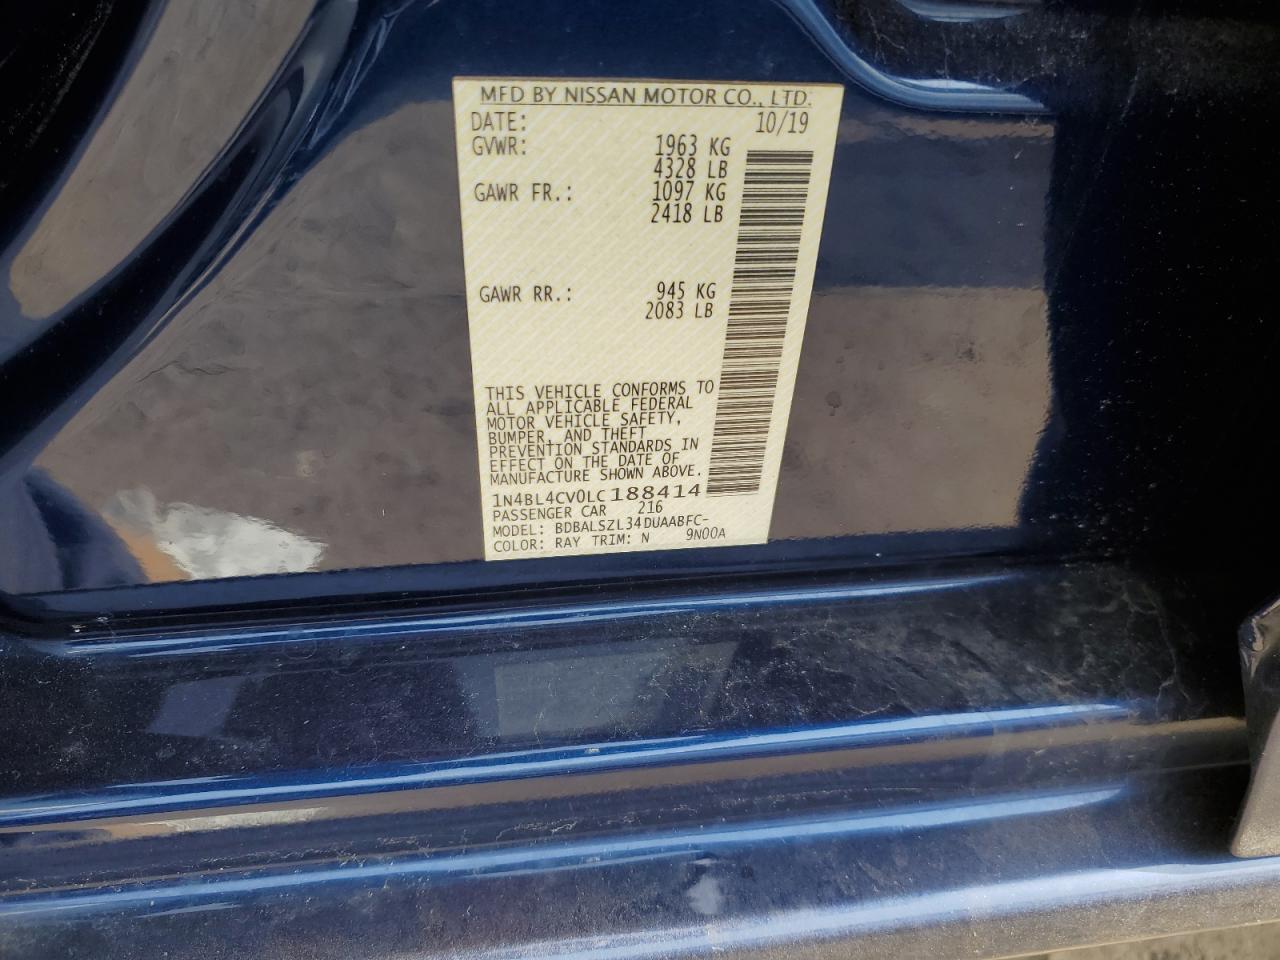 MFD BY NISSAN MOTOR CO., LTD.
DATE: 10/19
GVWR: 1963 KG
4328 LB
GAWR FR.: 1097 KG
2418 LB
GAWR RR.: 945 KG
2083 LB
THIS VEHICLE CONFORMS TO
ALL APPLICABLE FEDERAL
MOTOR VEHICLE SAFETY,
BUMPER, AND THEFT
PREVENTION STANDARDS IN
EFFECT ON THE DATE OF
MANUFACTURE SHOWN ABOVE.
1N4BL4CV0LC188414
PASSENGER CAR 216
MODEL: BDBALSZL34DUAABFC-
COLOR: RAY TRIM: N 9N00A